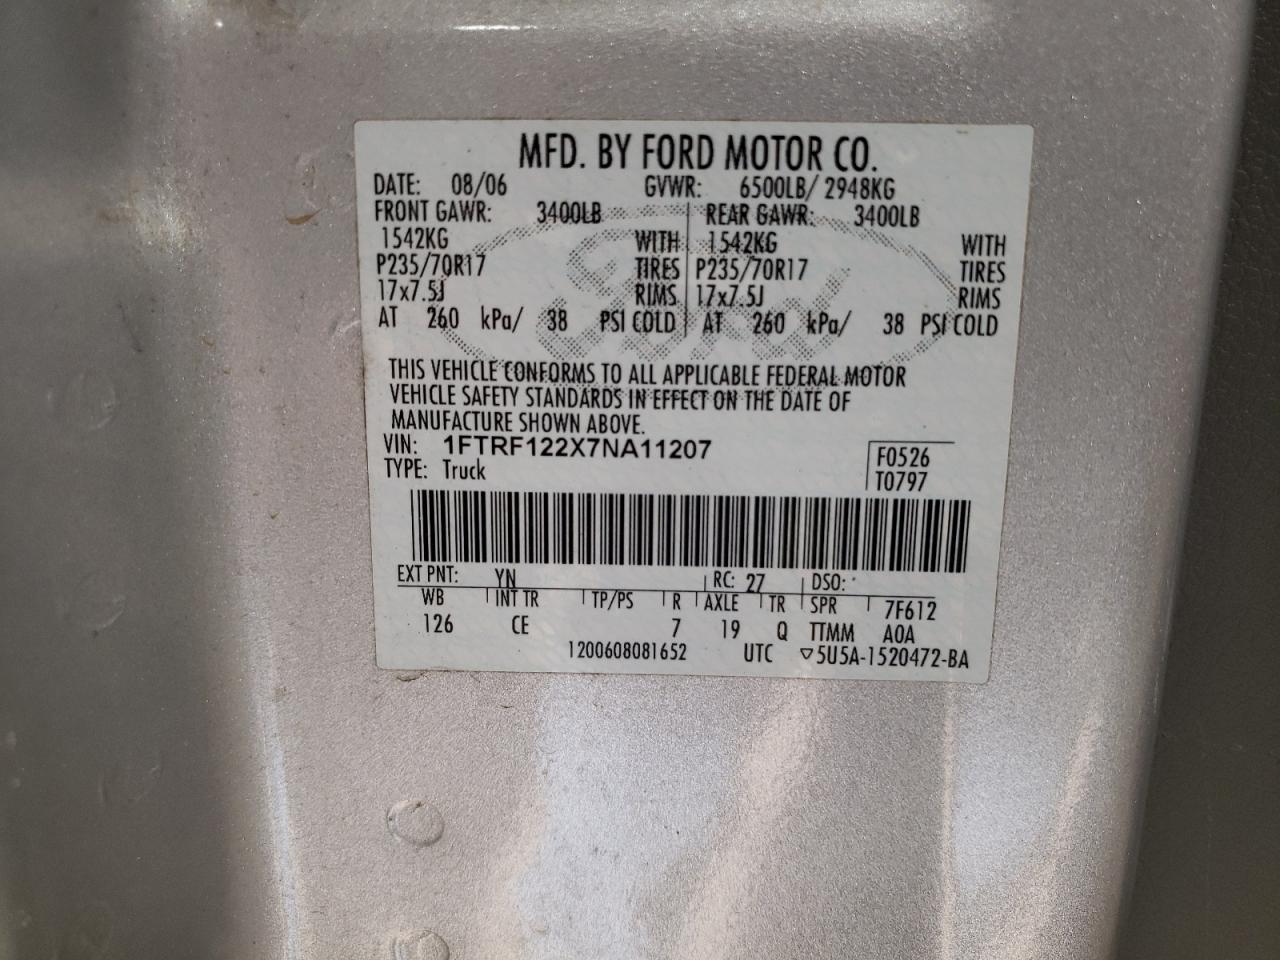 MFD. BY FORD MOTOR CO.
DATE: 08/06 GVWR: 6500LB/ 2948KG
FRONT GAWR: 3400LB REAR GAWR: 3400LB
1542KG WITH 1542KG WITH
P235/70R17 TIRES P235/70R17 TIRES
17x7.5J RIMS 17x7.5J RIMS
AT 260 kPa/ 38 PSI COLD AT 260 kPa/ 38 PSI COLD
Ford
THIS VEHICLE CONFORMS TO ALL APPLICABLE FEDERAL MOTOR
VEHICLE SAFETY STANDARDS IN EFFECT ON THE DATE OF
MANUFACTURE SHOWN ABOVE.
VIN: 1FTRF122X7NA11207 F0526
TYPE: Truck T0797
EXT PNT: YN RC: 27 DSO:
WB INT TR TP/PS R AXLE TR SPR 7F612
126 CE 7 19 Q TTMM AOA
1200608081652 UTC ▽5U5A-1520472-BA